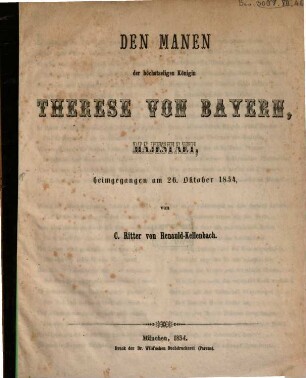 DEN MANEN
der höchstseligen Königin
THERESE VON BAYERN,
MAJESTAET,
heimgegangen am 26. Oktober 1854,
von
C. Ritter von Renauld-Kellenbach.
München, 1854.
Druck der Dr. Wild'schen Buchdruckerei (Parcus).